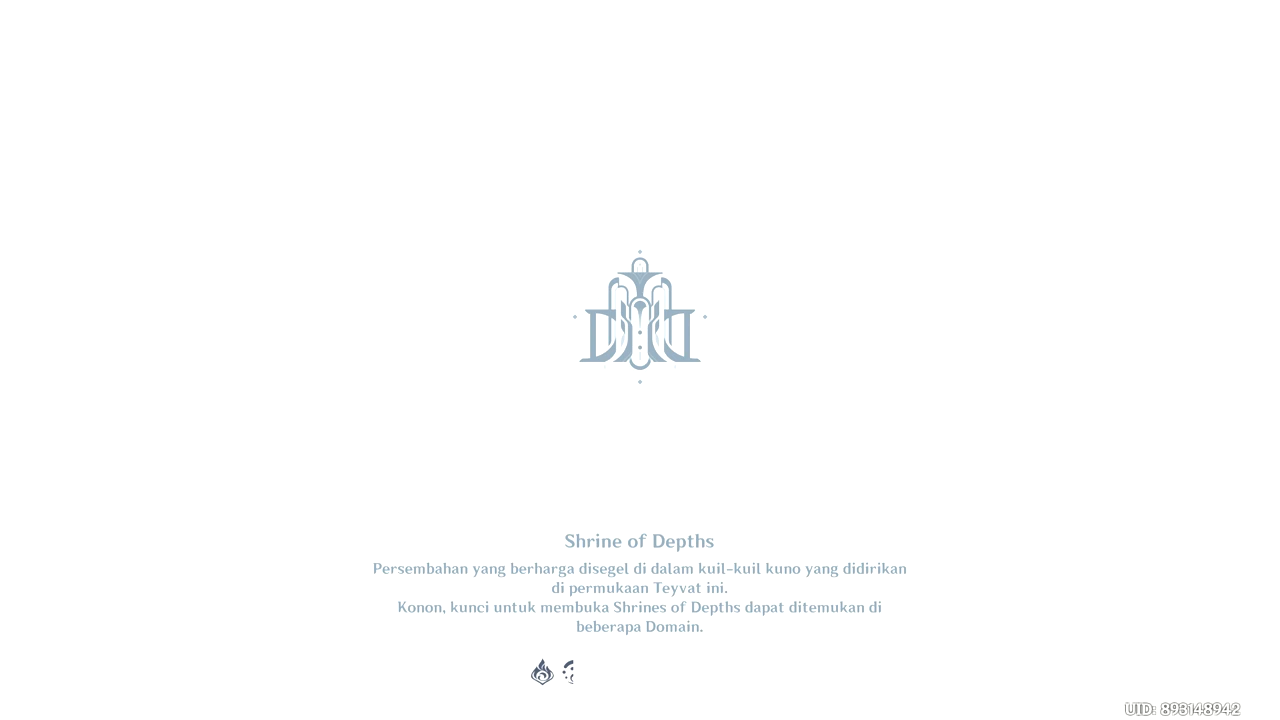 Shrine of Depths
Persembahan yang berharga disegel di dalam kuil-kuil kuno yang didirikan
di permukaan Teyvat ini.
Konon, kunci untuk membuka Shrines of Depths dapat ditemukan di
beberapa Domain.
UID: 893148942